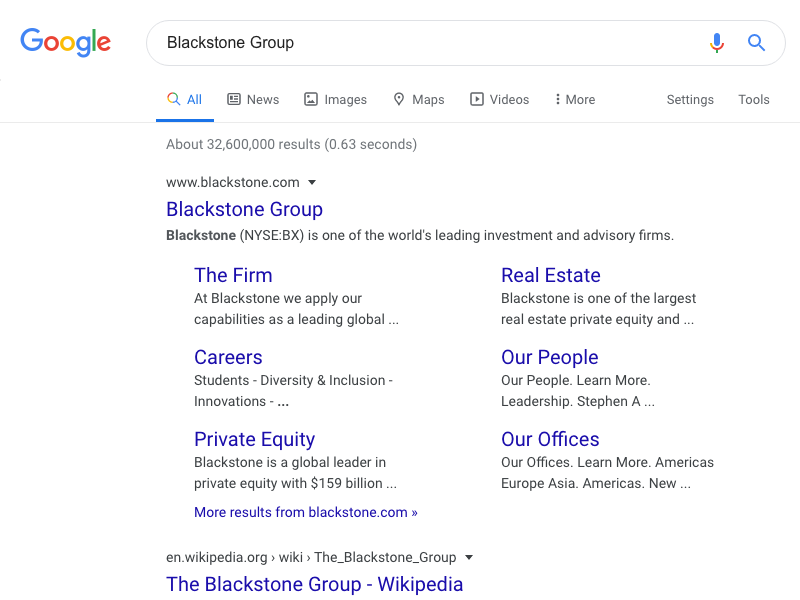 Google
Blackstone Group
All News Images Maps Videos More Settings Tools
About 32,600,000 results (0.63 seconds)
www.blackstone.com
Blackstone Group
Blackstone (NYSE:BX) is one of the world's leading investment and advisory firms.
The Firm
At Blackstone we apply our
capabilities as a leading global ...
Real Estate
Blackstone is one of the largest
real estate private equity and ...
Careers
Students - Diversity & Inclusion -
Innovations - ...
Our People
Our People. Learn More.
Leadership. Stephen A ...
Private Equity
Blackstone is a global leader in
private equity with $159 billion ...
Our Offices
Our Offices. Learn More. Americas
Europe Asia. Americas. New ...
More results from blackstone.com »
en.wikipedia.org › wiki › The_Blackstone_Group
The Blackstone Group - Wikipedia